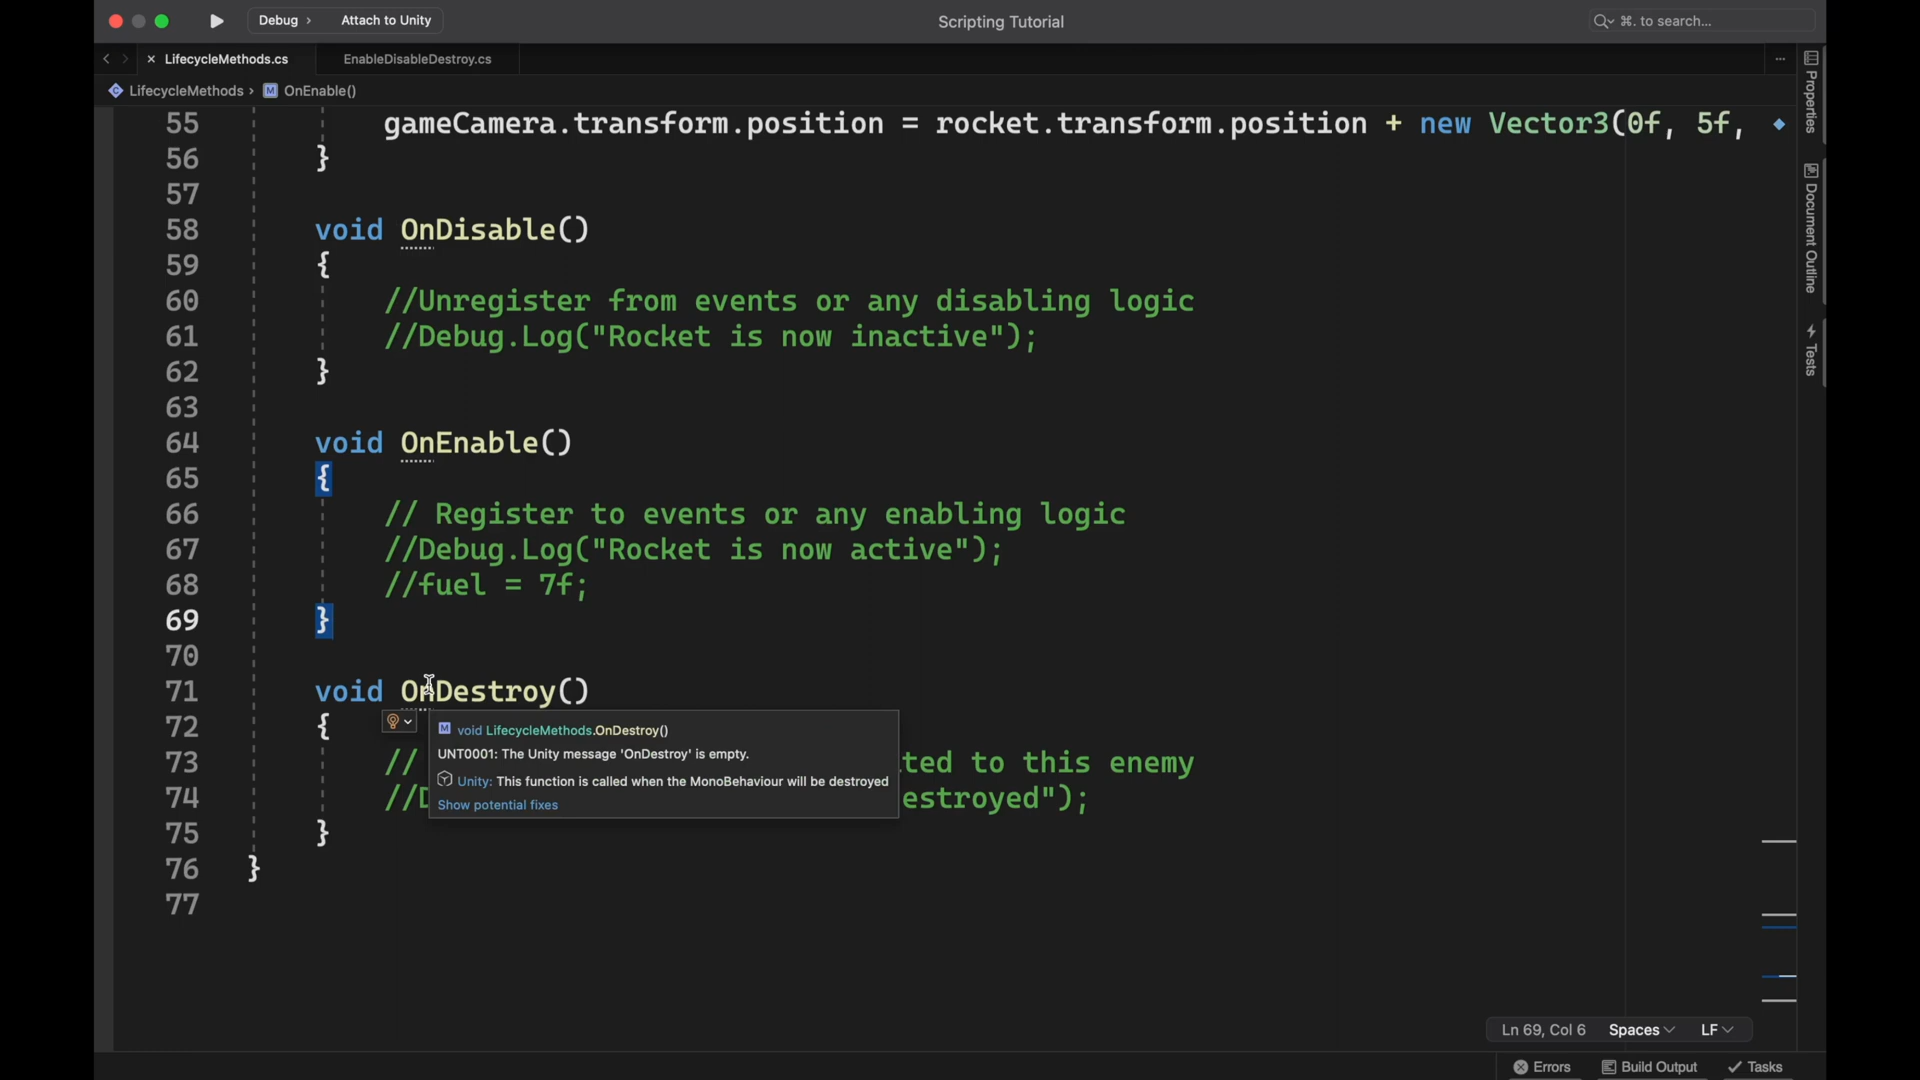 Debug › Attach to Unity
Scripting Tutorial
⌘. to search...
LifecycleMethods.cs
EnableDisableDestroy.cs
LifecycleMethods › M OnEnable()
55 gameCamera.transform.position = rocket.transform.position + new Vector3(0f, 5f,
56 }
57
58 void OnDisable()
59 {
60 //Unregister from events or any disabling logic
61 //Debug.Log("Rocket is now inactive");
62 }
63
64 void OnEnable()
65 {
66 // Register to events or any enabling logic
67 //Debug.Log("Rocket is now active");
68 //fuel = 7f;
69 }
70
71 void OnDestroy()
72 {
M void LifecycleMethods.OnDestroy()
UNT0001: The Unity message 'OnDestroy' is empty.
Unity: This function is called when the MonoBehaviour will be destroyed
Show potential fixes
73 // ted to this enemy
74 //D estroyed");
75 }
76 }
77
Properties
Document Outline
Tests
Ln 69, Col 6 Spaces LF
Errors Build Output Tasks